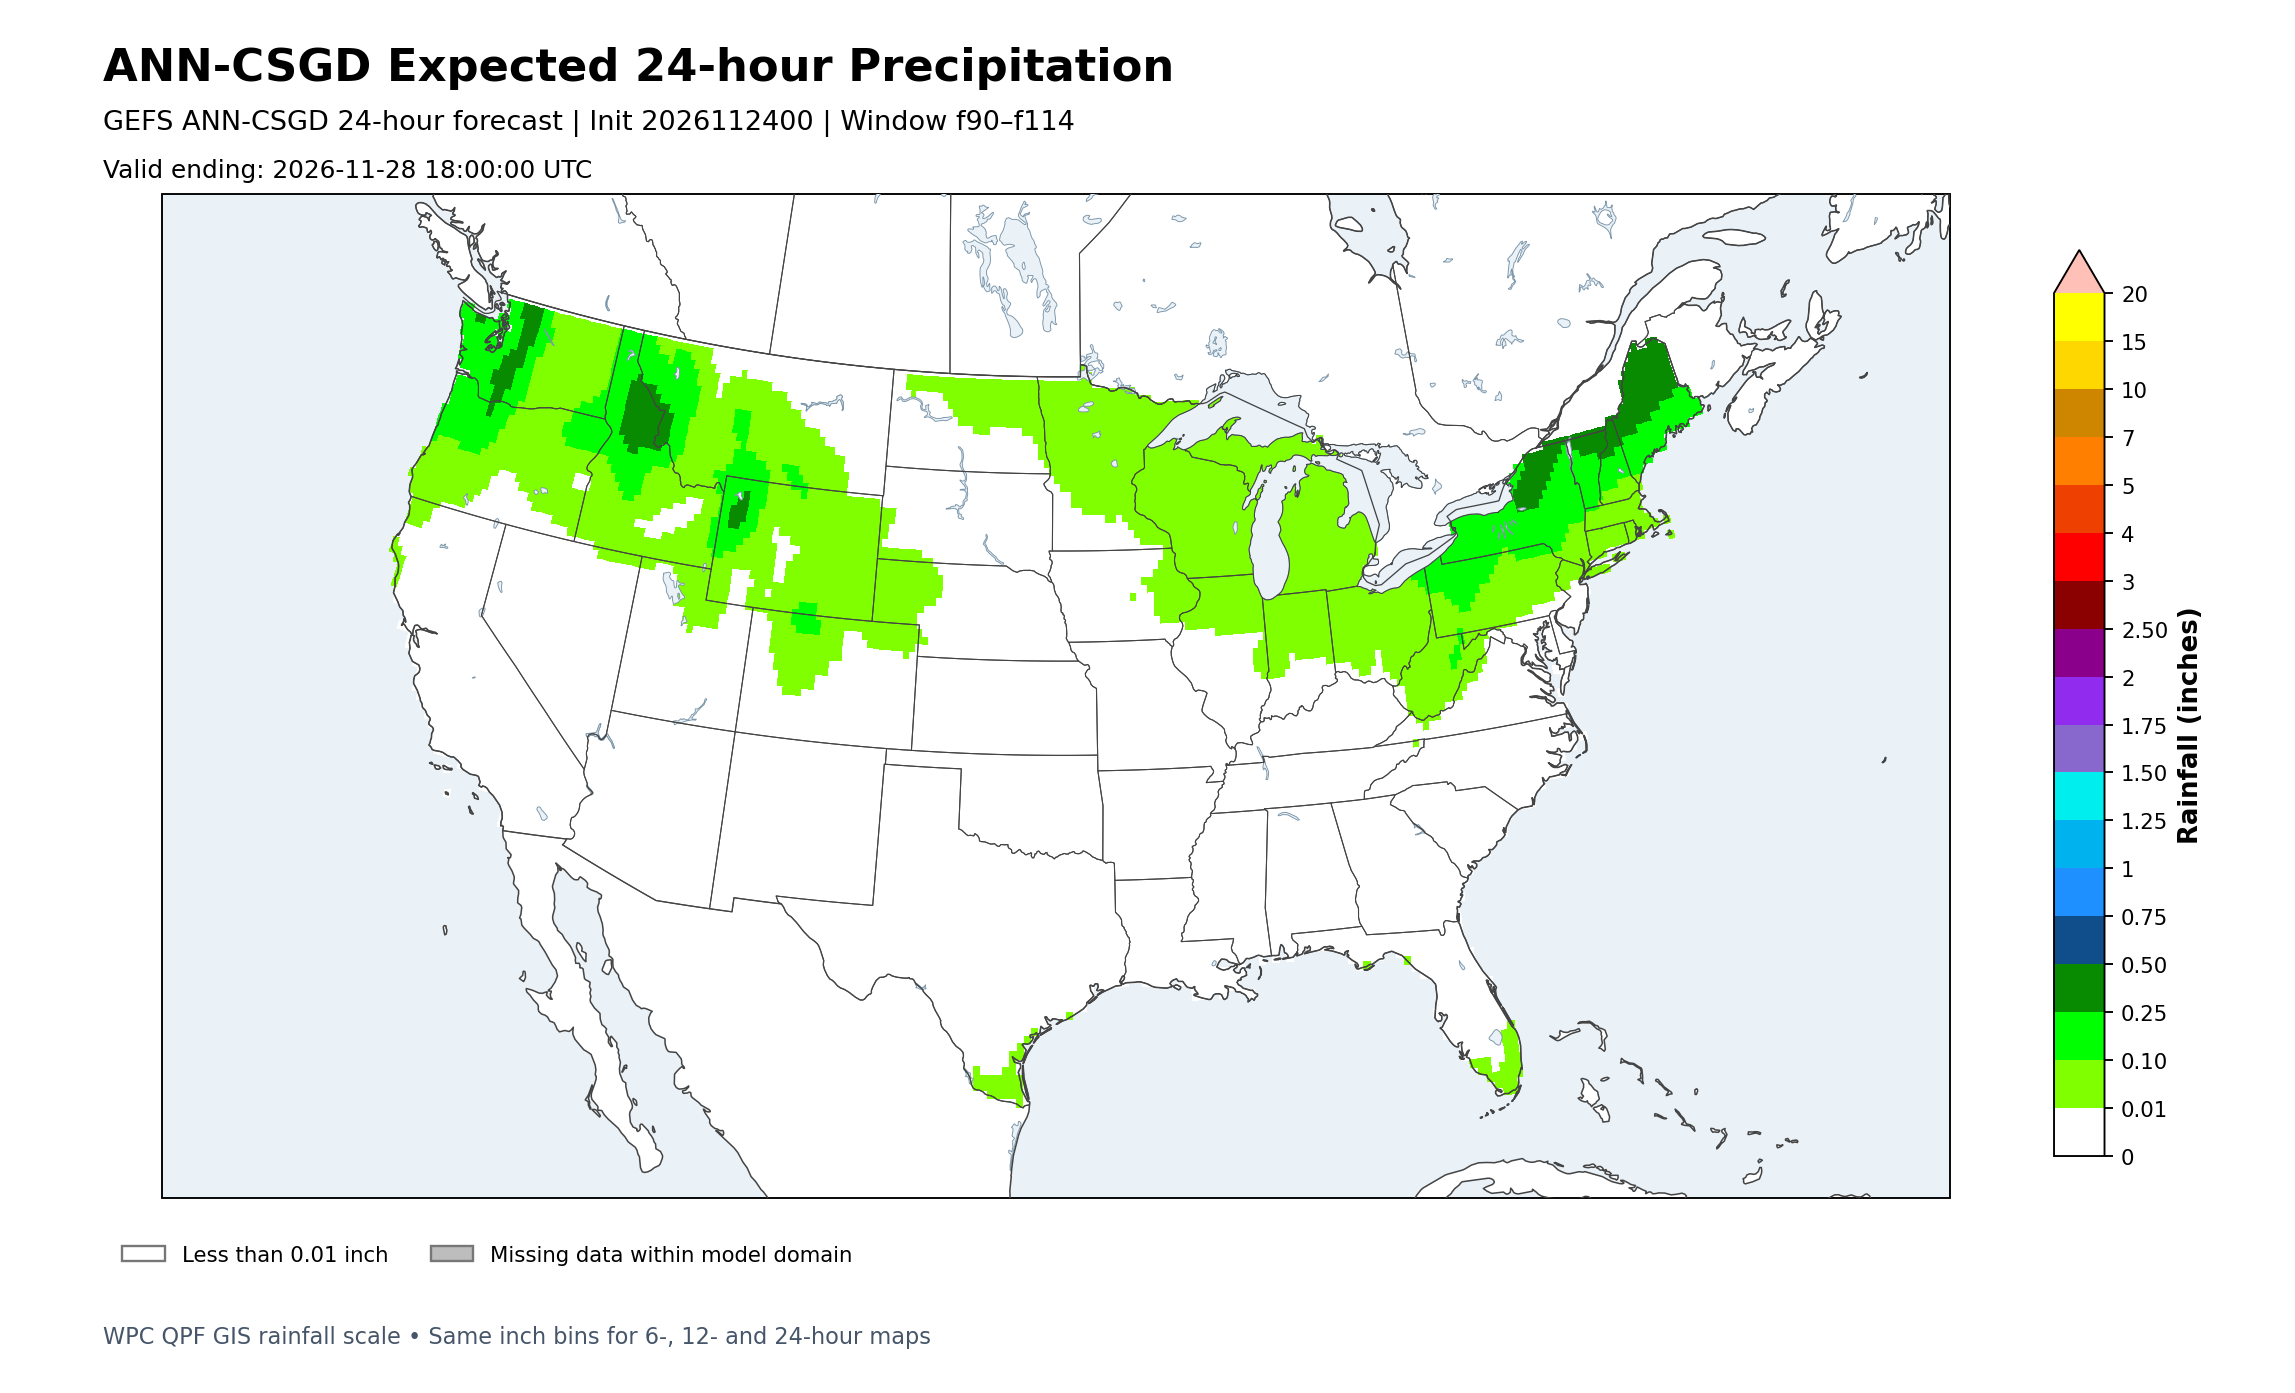 ANN-CSGD Expected 24-hour Precipitation
GEFS ANN-CSGD 24-hour forecast | Init 2026112400 | Window f90–f114
Valid ending: 2026-11-28 18:00:00 UTC
20
15
10
7
5
4
3
2.50
2
1.75
1.50
1.25
1
0.75
0.50
0.25
0.10
0.01
0
Rainfall (inches)
Less than 0.01 inch
Missing data within model domain
WPC QPF GIS rainfall scale • Same inch bins for 6-, 12- and 24-hour maps